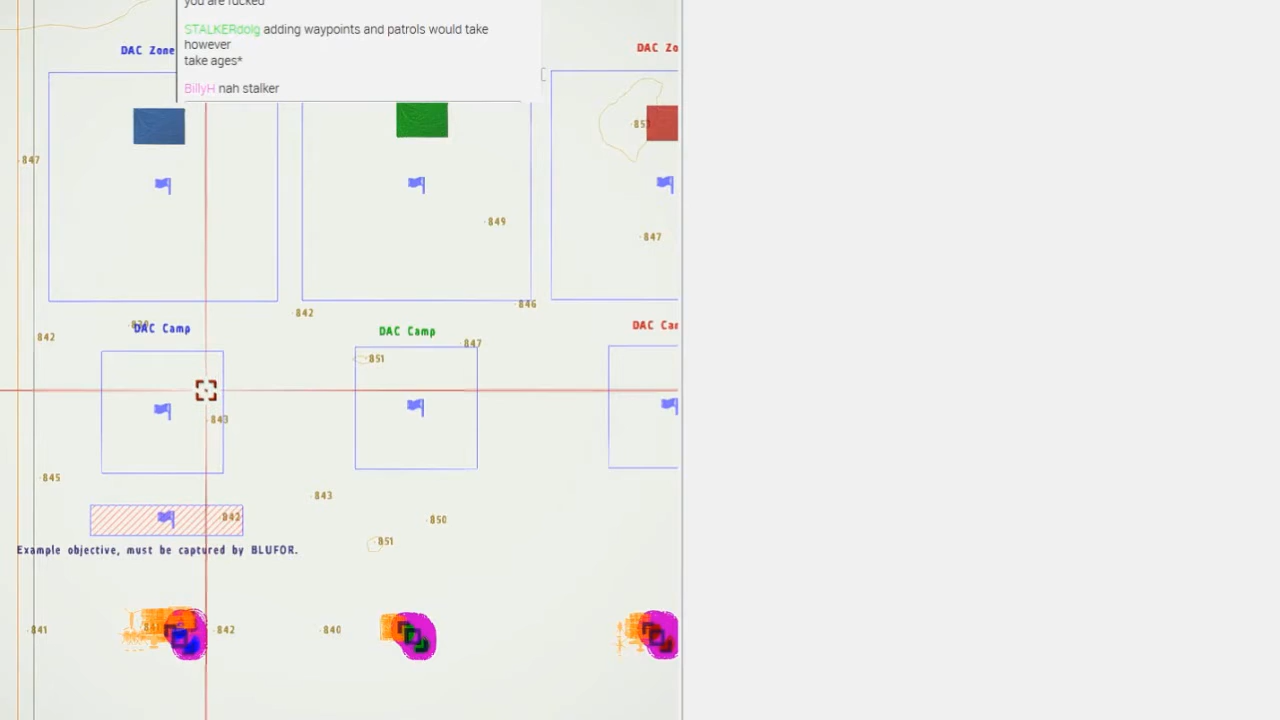 you are fucked
STALKERdolg adding waypoints and patrols would take
however
take ages*
BillyH nah stalker
DAC Zone
DAC Zo
853
847
849
847
846
842
842
DAC Camp
DAC Camp
DAC Cam
847
851
843
845
843
850
842
851
Example objective, must be captured by BLUFOR.
841
842
840